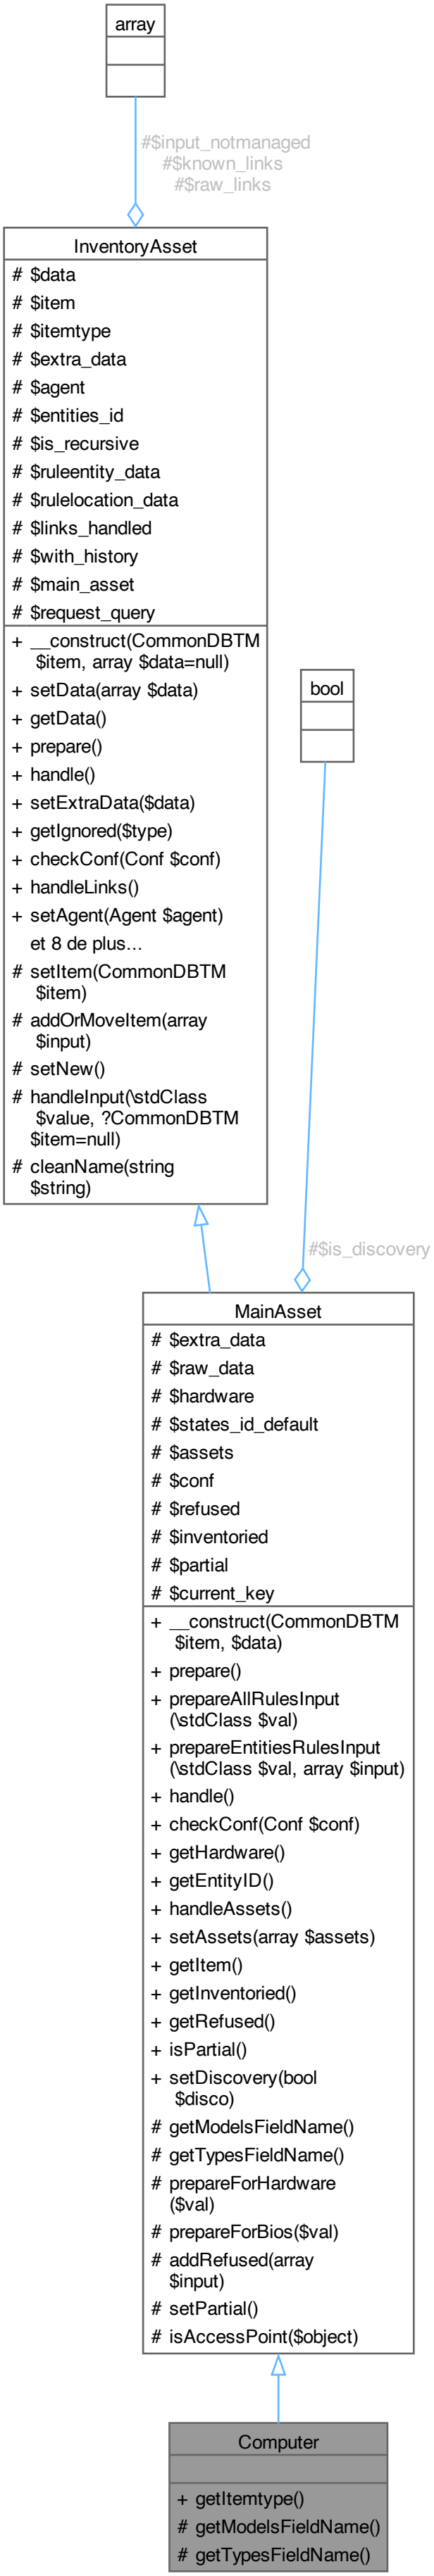 array
#$input_notmanaged
#$known_links
#$raw_links
InventoryAsset
# $data
# $item
# $itemtype
# $extra_data
# $agent
# $entities_id
# $is_recursive
# $ruleentity_data
# $rulelocation_data
# $links_handled
# $with_history
# $main_asset
# $request_query
+ __construct(CommonDBTM
$item, array $data=null)
+ setData(array $data)
+ getData()
+ prepare()
+ handle()
+ setExtraData($data)
+ getIgnored($type)
+ checkConf(Conf $conf)
+ handleLinks()
+ setAgent(Agent $agent)
et 8 de plus...
# setItem(CommonDBTM
$item)
# addOrMoveItem(array
$input)
# setNew()
# handleInput(\stdClass
$value, ?CommonDBTM
$item=null)
# cleanName(string
$string)
bool
#$is_discovery
MainAsset
# $extra_data
# $raw_data
# $hardware
# $states_id_default
# $assets
# $conf
# $refused
# $inventoried
# $partial
# $current_key
+ __construct(CommonDBTM
$item, $data)
+ prepare()
+ prepareAllRulesInput
(\stdClass $val)
+ prepareEntitiesRulesInput
(\stdClass $val, array $input)
+ handle()
+ checkConf(Conf $conf)
+ getHardware()
+ getEntityID()
+ handleAssets()
+ setAssets(array $assets)
+ getItem()
+ getInventoried()
+ getRefused()
+ isPartial()
+ setDiscovery(bool
$disco)
# getModelsFieldName()
# getTypesFieldName()
# prepareForHardware
($val)
# prepareForBios($val)
# addRefused(array
$input)
# setPartial()
# isAccessPoint($object)
Computer
+ getItemtype()
# getModelsFieldName()
# getTypesFieldName()